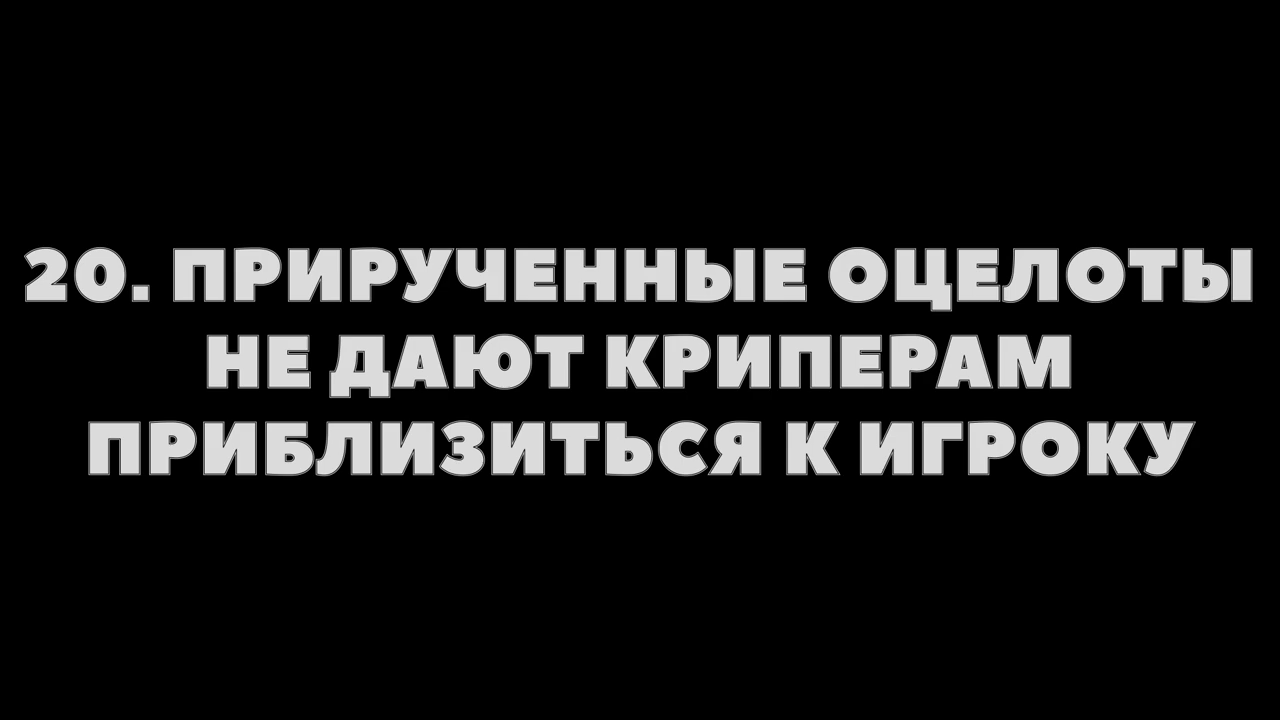 20. ПРИРУЧЕННЫЕ ОЦЕЛОТЫ
НЕ ДАЮТ КРИПЕРАМ
ПРИБЛИЗИТЬСЯ К ИГРОКУ